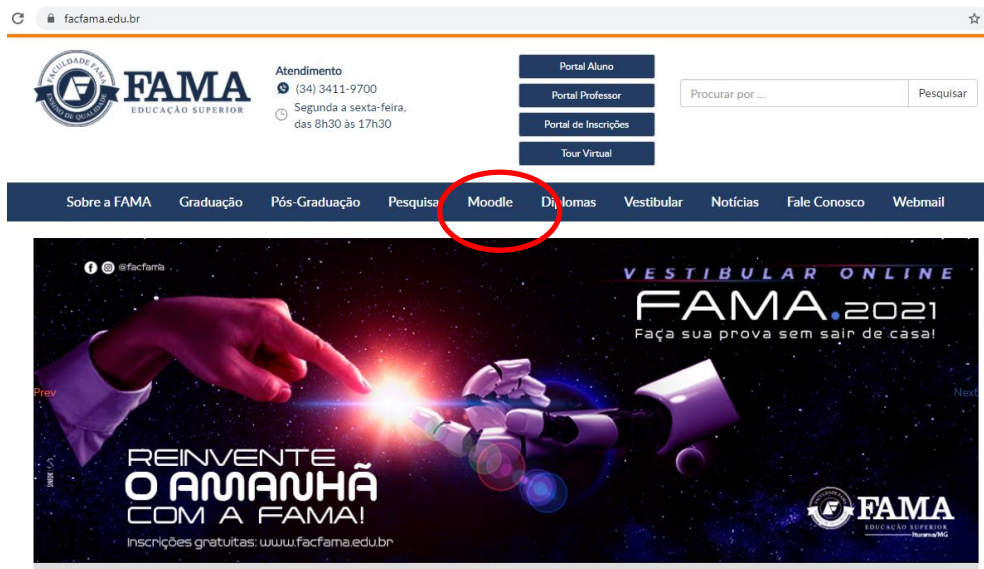 facfama.edu.br
FACULDADE FAMA
ENSINO DE QUALIDADE
FAMA
EDUCAÇÃO SUPERIOR
Atendimento
(34) 3411-9700
Segunda a sexta-feira,
das 8h30 às 17h30
Portal Aluno
Portal Professor
Portal de Inscrições
Tour Virtual
Procurar por ...
Pesquisar
Sobre a FAMA Graduação Pós-Graduação Pesquisa Moodle Diplomas Vestibular Notícias Fale Conosco Webmail
@facfama
VESTIBULAR ONLINE
FAMA.2021
Faça sua prova sem sair de casa!
Prev
Next
REINVENTE
O AMANHÃ
COM A FAMA!
Inscrições gratuitas: www.facfama.edu.br
FAMA
EDUCAÇÃO SUPERIOR
Iturama/MG